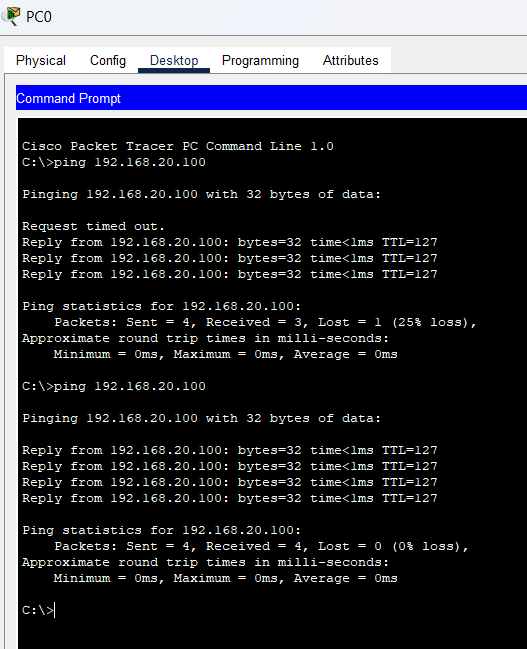 PC0
Physical Config Desktop Programming Attributes
Command Prompt
Cisco Packet Tracer PC Command Line 1.0
C:\>ping 192.168.20.100
Pinging 192.168.20.100 with 32 bytes of data:
Request timed out.
Reply from 192.168.20.100: bytes=32 time<1ms TTL=127
Reply from 192.168.20.100: bytes=32 time<1ms TTL=127
Reply from 192.168.20.100: bytes=32 time<1ms TTL=127
Ping statistics for 192.168.20.100:
Packets: Sent = 4, Received = 3, Lost = 1 (25% loss),
Approximate round trip times in milli-seconds:
Minimum = 0ms, Maximum = 0ms, Average = 0ms
C:\>ping 192.168.20.100
Pinging 192.168.20.100 with 32 bytes of data:
Reply from 192.168.20.100: bytes=32 time<1ms TTL=127
Reply from 192.168.20.100: bytes=32 time<1ms TTL=127
Reply from 192.168.20.100: bytes=32 time<1ms TTL=127
Reply from 192.168.20.100: bytes=32 time<1ms TTL=127
Ping statistics for 192.168.20.100:
Packets: Sent = 4, Received = 4, Lost = 0 (0% loss),
Approximate round trip times in milli-seconds:
Minimum = 0ms, Maximum = 0ms, Average = 0ms
C:\>